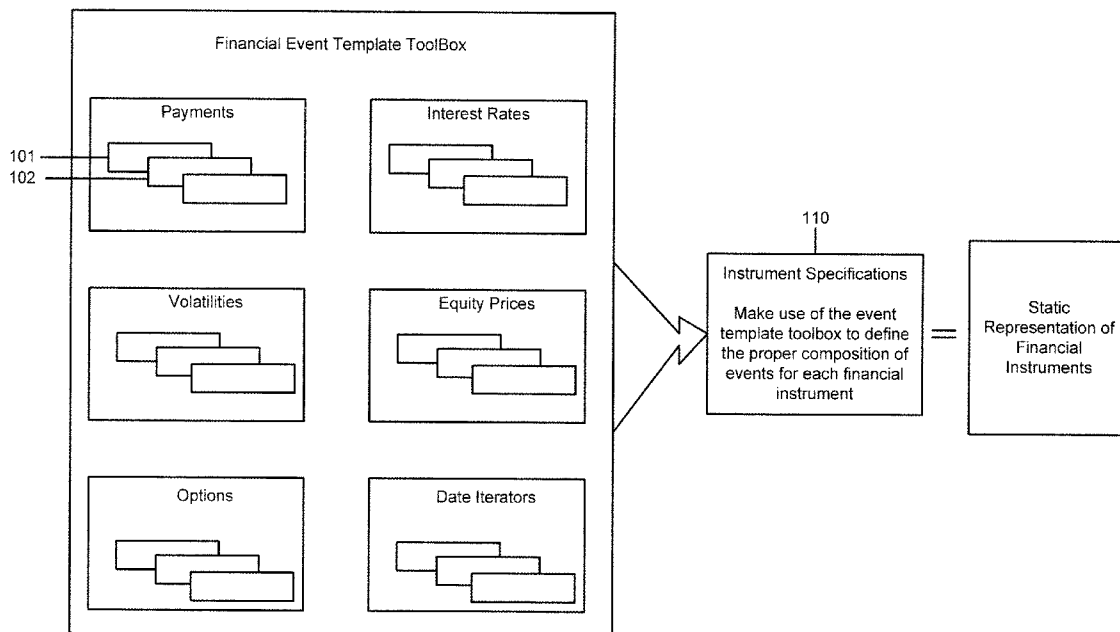 Financial Event Template ToolBox
Payments
Interest Rates
101
102
Volatilities
Equity Prices
Options
Date Iterators
110
Instrument Specifications
Make use of the event
template toolbox to define
the proper composition of
events for each financial
instrument
=
Static
Representation of
Financial
Instruments